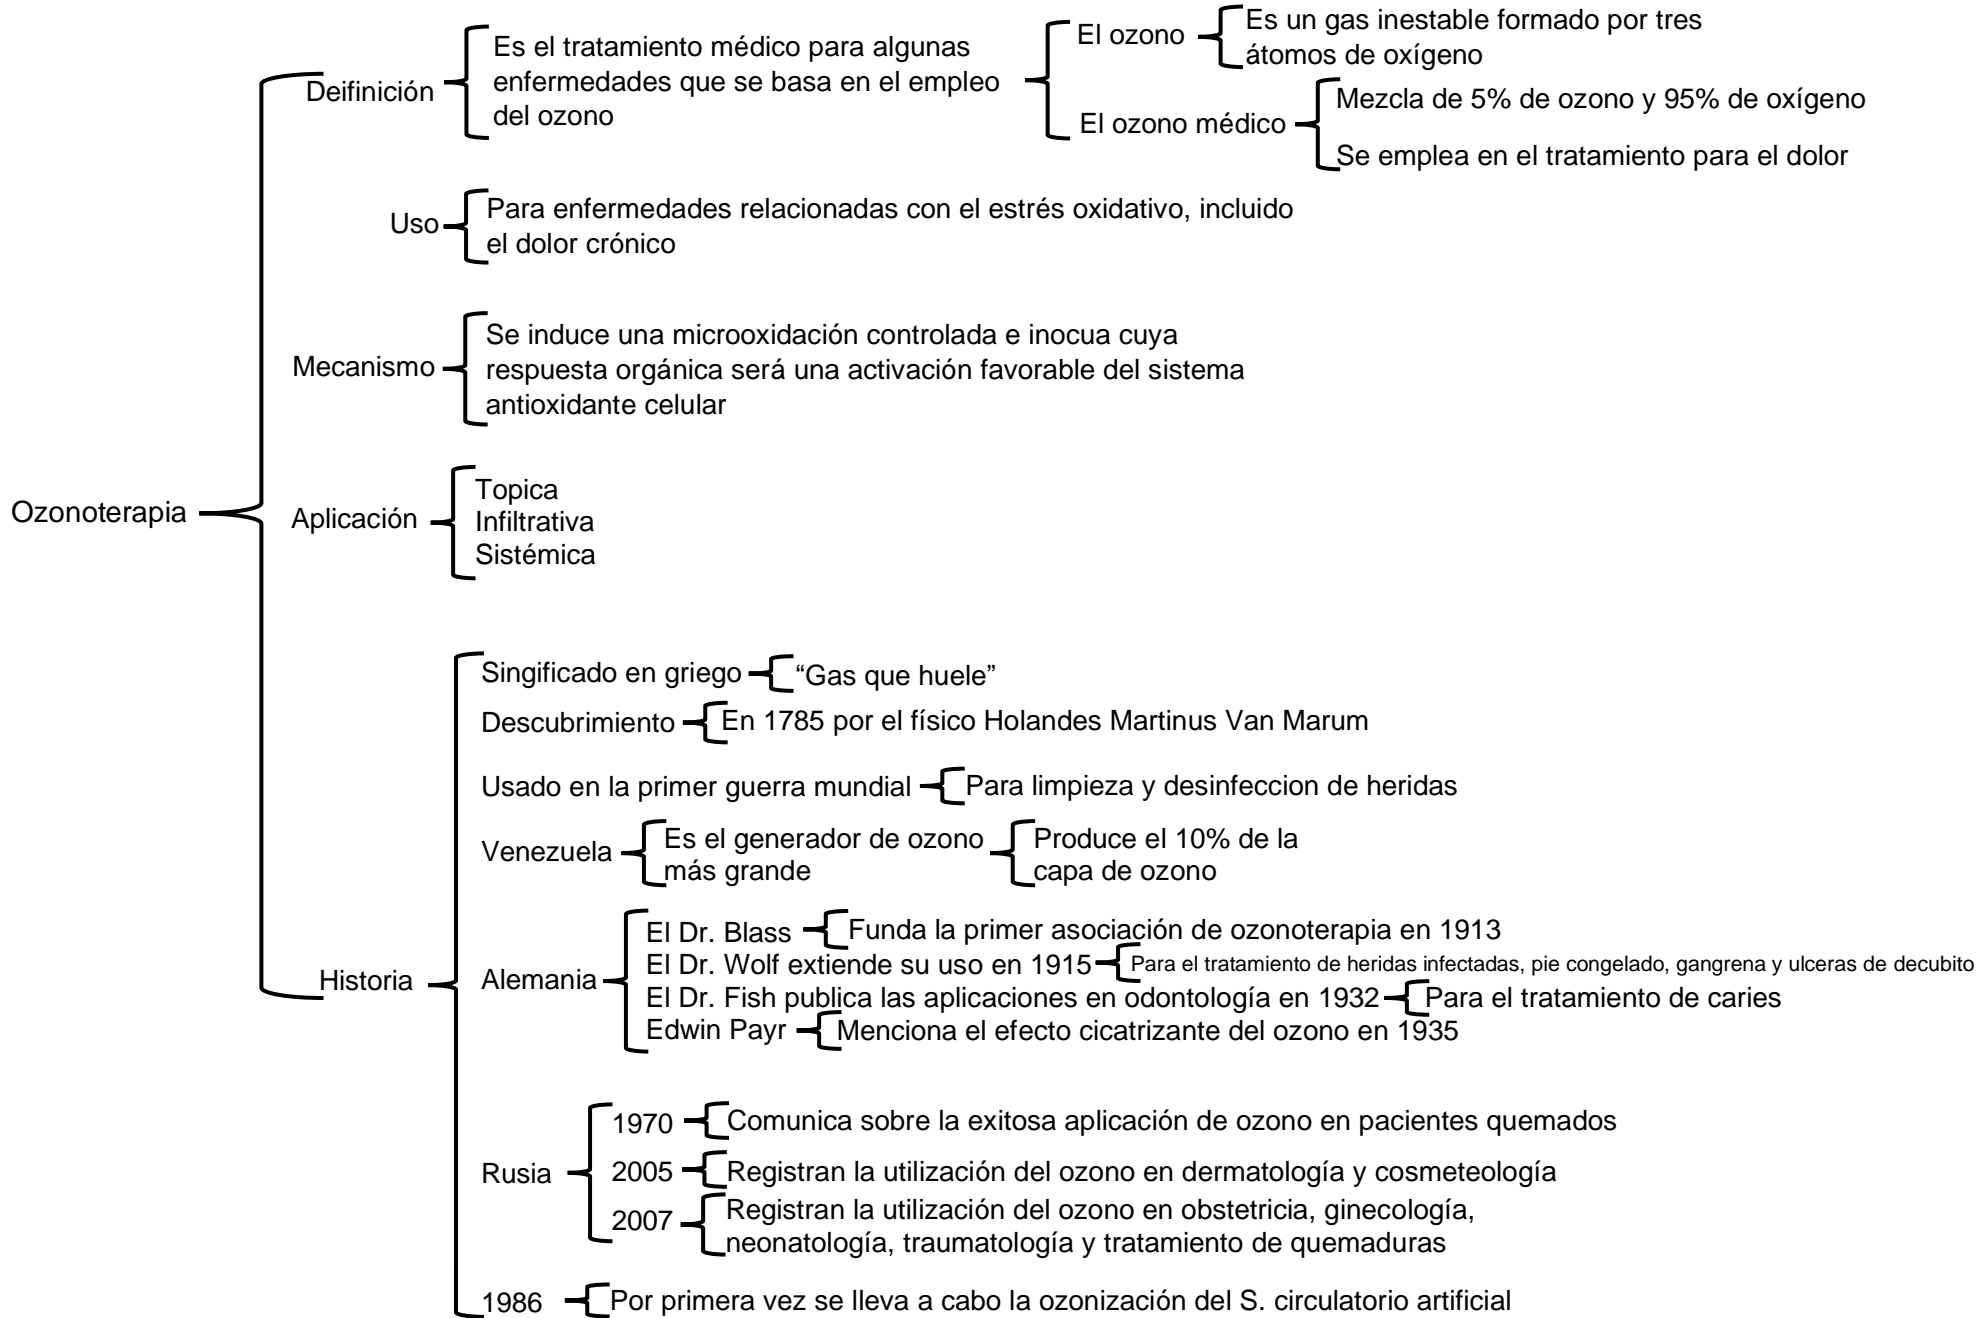 Ozonoterapia
Deifinición
Es el tratamiento médico para algunas
enfermedades que se basa en el empleo
del ozono
El ozono
Es un gas inestable formado por tres
átomos de oxígeno
El ozono médico
Mezcla de 5% de ozono y 95% de oxígeno
Se emplea en el tratamiento para el dolor
Uso
Para enfermedades relacionadas con el estrés oxidativo, incluido
el dolor crónico
Mecanismo
Se induce una microoxidación controlada e inocua cuya
respuesta orgánica será una activación favorable del sistema
antioxidante celular
Aplicación
Topica
Infiltrativa
Sistémica
Historia
Singificado en griego
“Gas que huele”
Descubrimiento
En 1785 por el físico Holandes Martinus Van Marum
Usado en la primer guerra mundial
Para limpieza y desinfeccion de heridas
Venezuela
Es el generador de ozono
más grande
Produce el 10% de la
capa de ozono
Alemania
El Dr. Blass
Funda la primer asociación de ozonoterapia en 1913
El Dr. Wolf extiende su uso en 1915
Para el tratamiento de heridas infectadas, pie congelado, gangrena y ulceras de decubito
El Dr. Fish publica las aplicaciones en odontología en 1932
Para el tratamiento de caries
Edwin Payr
Menciona el efecto cicatrizante del ozono en 1935
Rusia
1970
Comunica sobre la exitosa aplicación de ozono en pacientes quemados
2005
Registran la utilización del ozono en dermatología y cosmeteología
2007
Registran la utilización del ozono en obstetricia, ginecología,
neonatología, traumatología y tratamiento de quemaduras
1986
Por primera vez se lleva a cabo la ozonización del S. circulatorio artificial